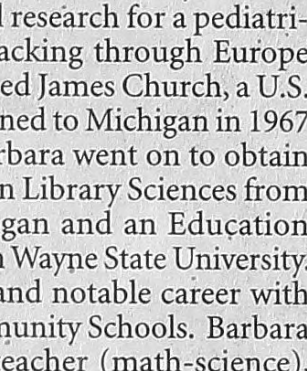 l research for a pediatri-
acking through Europe
ed James Church, a U.S.
ned to Michigan in 1967
rbara went on to obtain
n Library Sciences from
gan and an Education
n Wayne State University.
and notable career with
nunity Schools. Barbara
eacher (math-science),